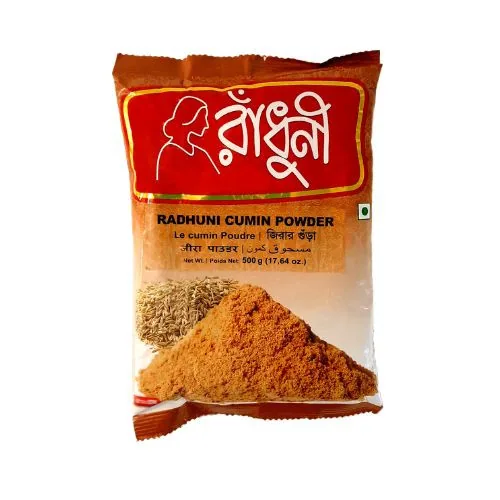 রাঁধুনী
RADHUNI CUMIN POWDER
Le cumin Poudre | জিরার গুঁড়া
जीरा पाउडर | مسحوق كمون
Net Wt. | Poids Net: 500 g (17.64 oz.)